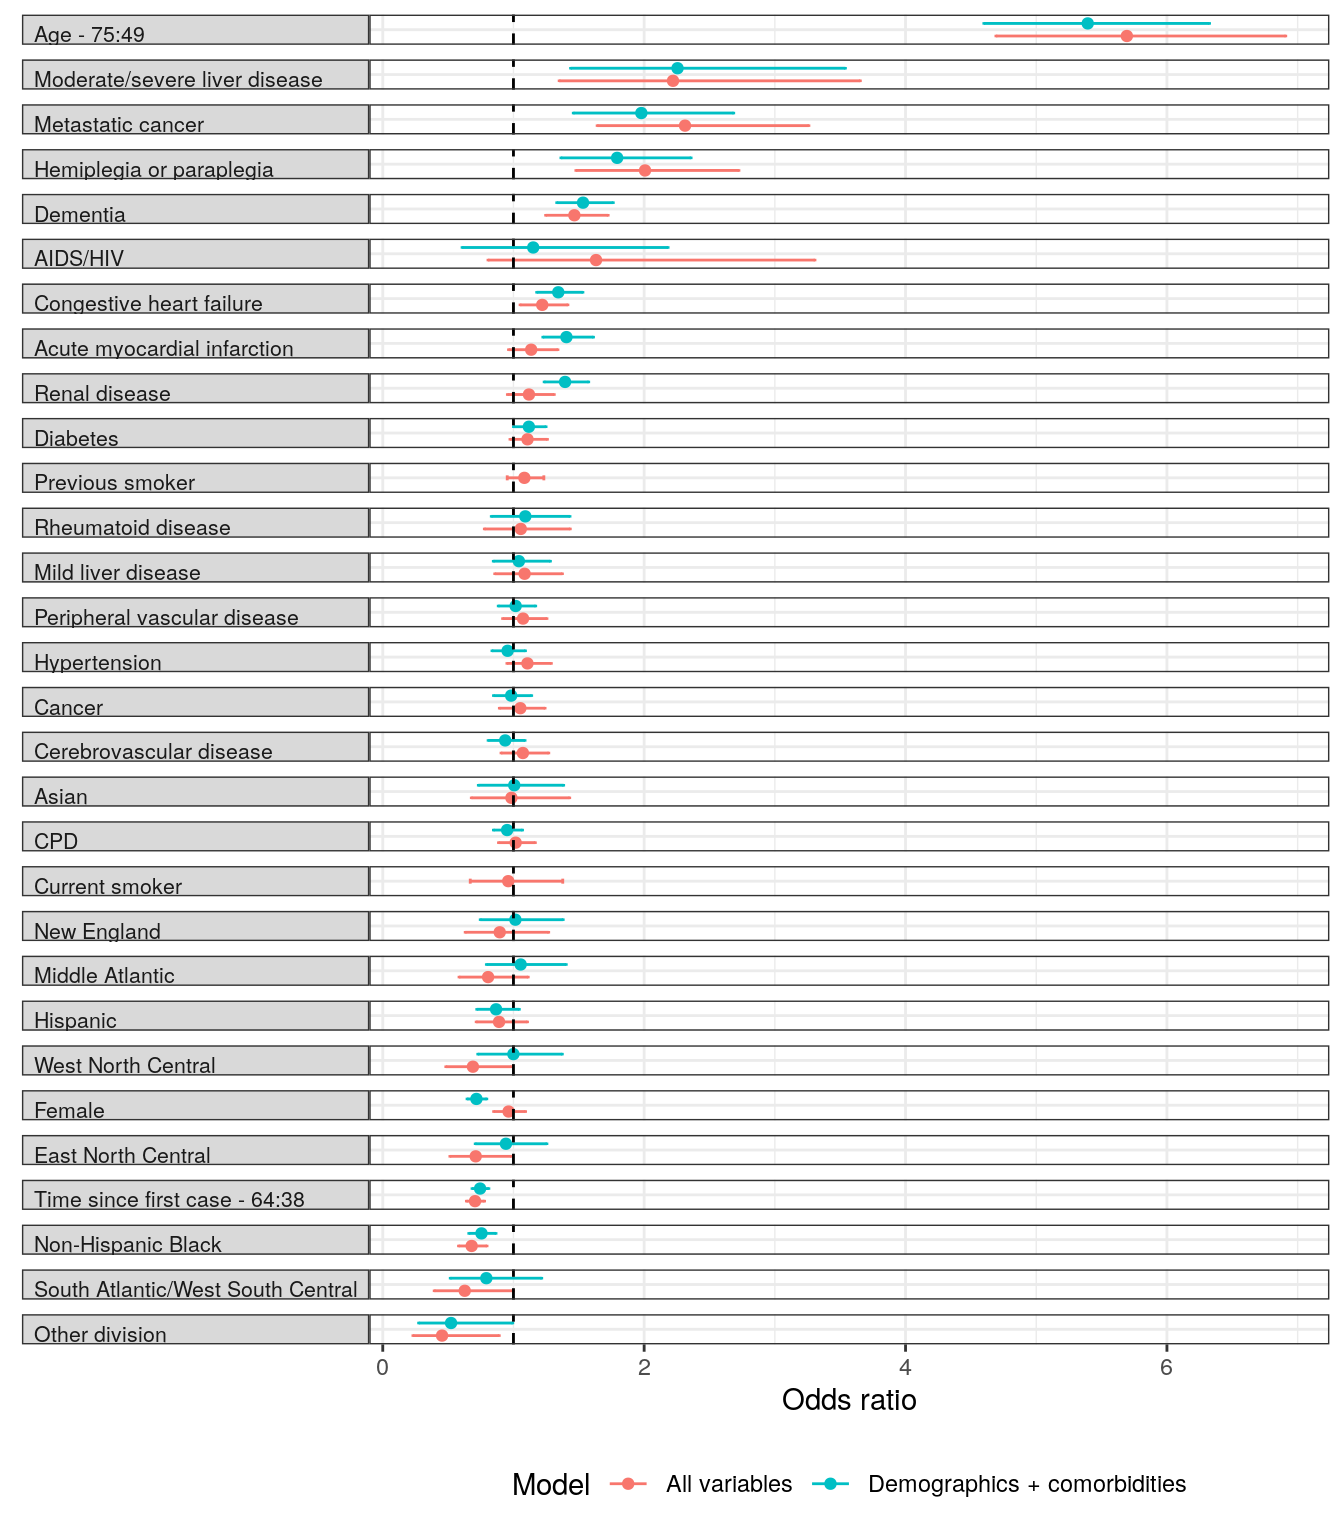 Age - 75:49
Moderate/severe liver disease
Metastatic cancer
Hemiplegia or paraplegia
Dementia
AIDS/HIV
Congestive heart failure
Acute myocardial infarction
Renal disease
Diabetes
Previous smoker
Rheumatoid disease
Mild liver disease
Peripheral vascular disease
Hypertension
Cancer
Cerebrovascular disease
Asian
CPD
Current smoker
New England
Middle Atlantic
Hispanic
West North Central
Female
East North Central
Time since first case - 64:38
Non-Hispanic Black
South Atlantic/West South Central
Other division
0 2 4 6
Odds ratio
Model All variables Demographics + comorbidities